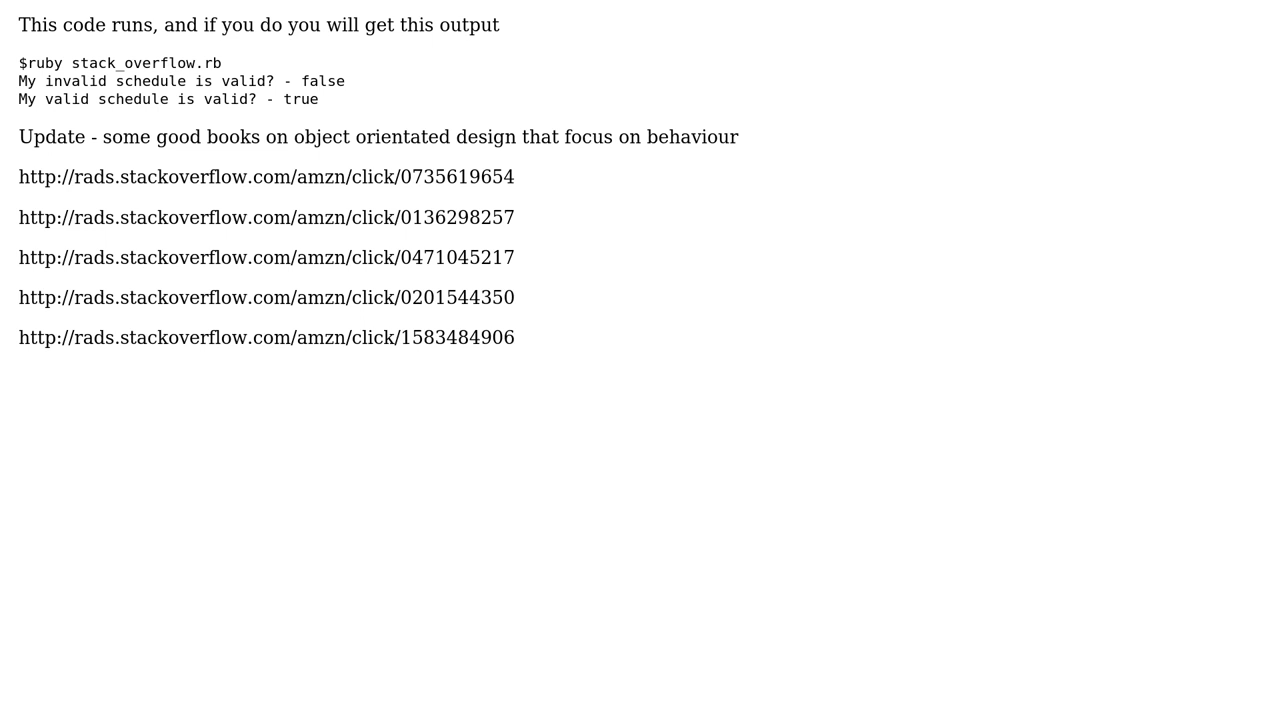 This code runs, and if you do you will get this output
$ruby stack_overflow.rb
My invalid schedule is valid? - false
My valid schedule is valid? - true
Update - some good books on object orientated design that focus on behaviour
http://rads.stackoverflow.com/amzn/click/0735619654
http://rads.stackoverflow.com/amzn/click/0136298257
http://rads.stackoverflow.com/amzn/click/0471045217
http://rads.stackoverflow.com/amzn/click/0201544350
http://rads.stackoverflow.com/amzn/click/1583484906